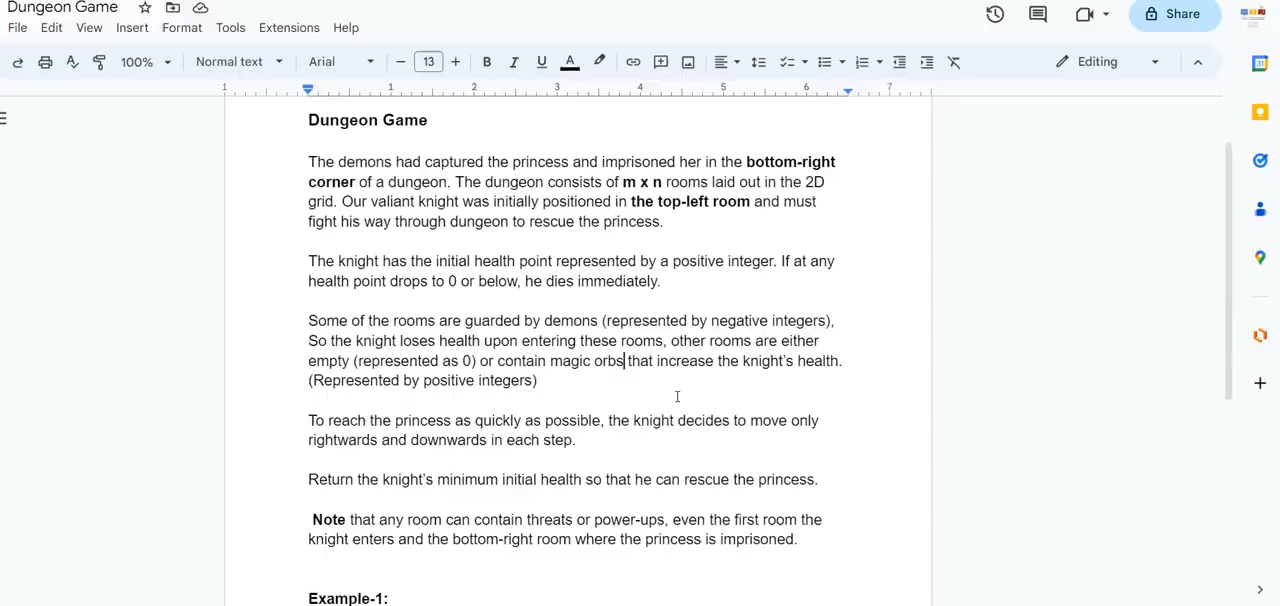 Dungeon Game
File Edit View Insert Format Tools Extensions Help
Share
100% Normal text Arial 13 B I U A Editing
1 1 2 3 4 5 6 7
31
Dungeon Game
The demons had captured the princess and imprisoned her in the bottom-right
corner of a dungeon. The dungeon consists of m x n rooms laid out in the 2D
grid. Our valiant knight was initially positioned in the top-left room and must
fight his way through dungeon to rescue the princess.
The knight has the initial health point represented by a positive integer. If at any
health point drops to 0 or below, he dies immediately.
Some of the rooms are guarded by demons (represented by negative integers),
So the knight loses health upon entering these rooms, other rooms are either
empty (represented as 0) or contain magic orbs that increase the knight's health.
(Represented by positive integers)
To reach the princess as quickly as possible, the knight decides to move only
rightwards and downwards in each step.
Return the knight's minimum initial health so that he can rescue the princess.
Note that any room can contain threats or power-ups, even the first room the
knight enters and the bottom-right room where the princess is imprisoned.
Example-1: